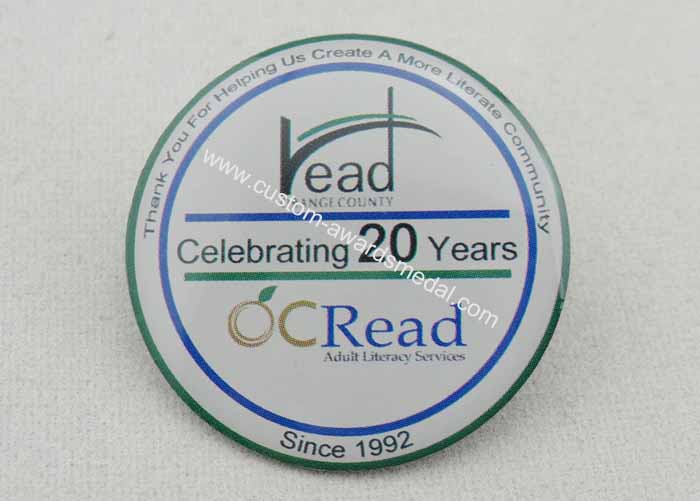 Thank You For Helping Us Create A More Literate Community
read
ANGE COUNTY
Celebrating 20 Years
OCRead
Adult Literacy Services
Since 1992
www.custom-awardsmedal.com